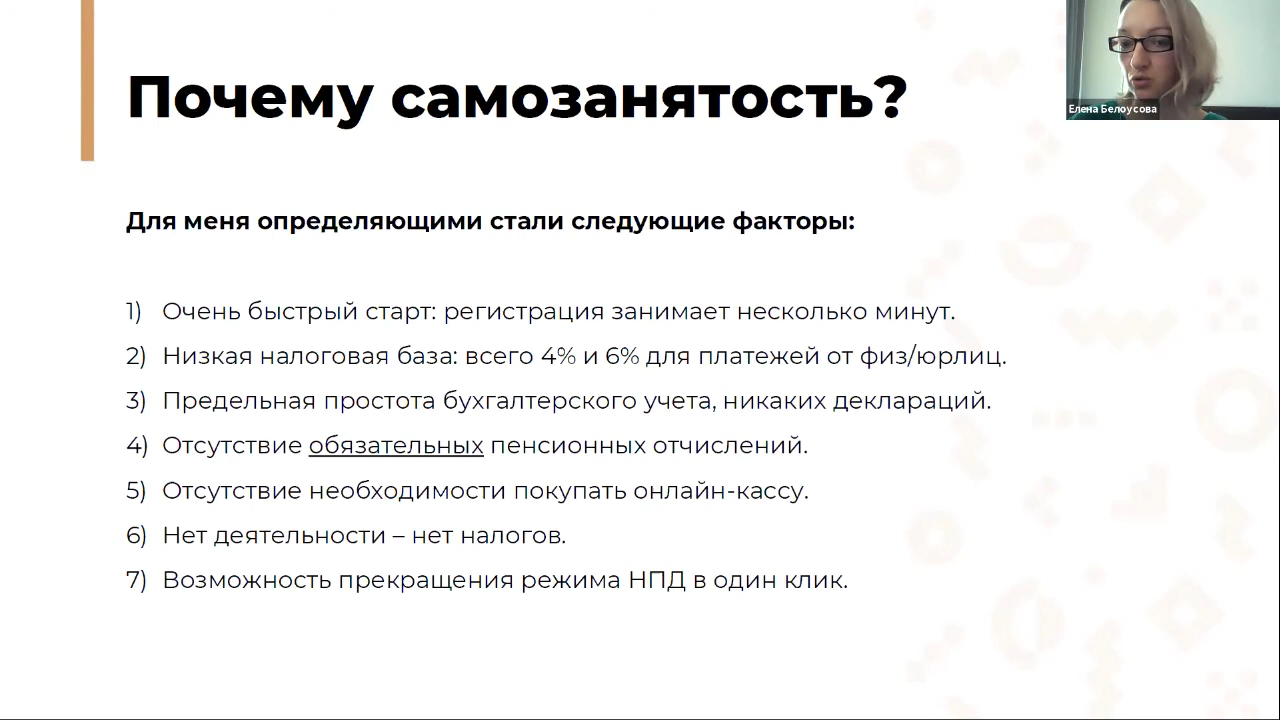 Почему самозанятость?
Елена Белоусова
Для меня определяющими стали следующие факторы:
1) Очень быстрый старт: регистрация занимает несколько минут.
2) Низкая налоговая база: всего 4% и 6% для платежей от физ/юрлиц.
3) Предельная простота бухгалтерского учета, никаких деклараций.
4) Отсутствие обязательных пенсионных отчислений.
5) Отсутствие необходимости покупать онлайн-кассу.
6) Нет деятельности – нет налогов.
7) Возможность прекращения режима НПД в один клик.